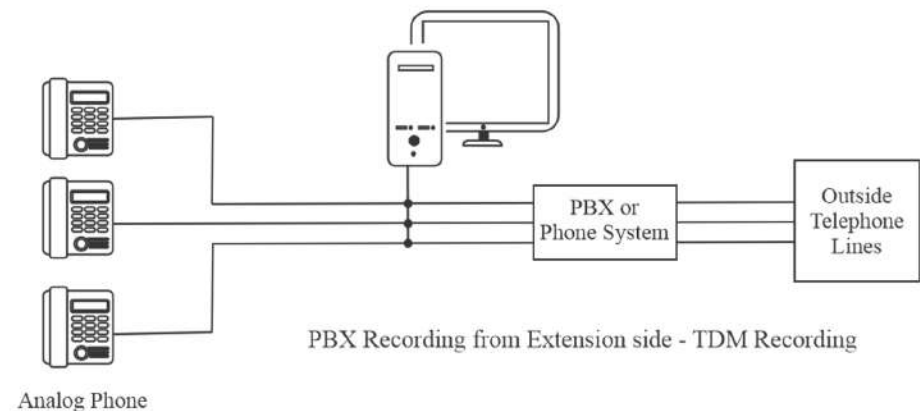 PBX or
Phone System
Outside
Telephone
Lines
PBX Recording from Extension side - TDM Recording
Analog Phone